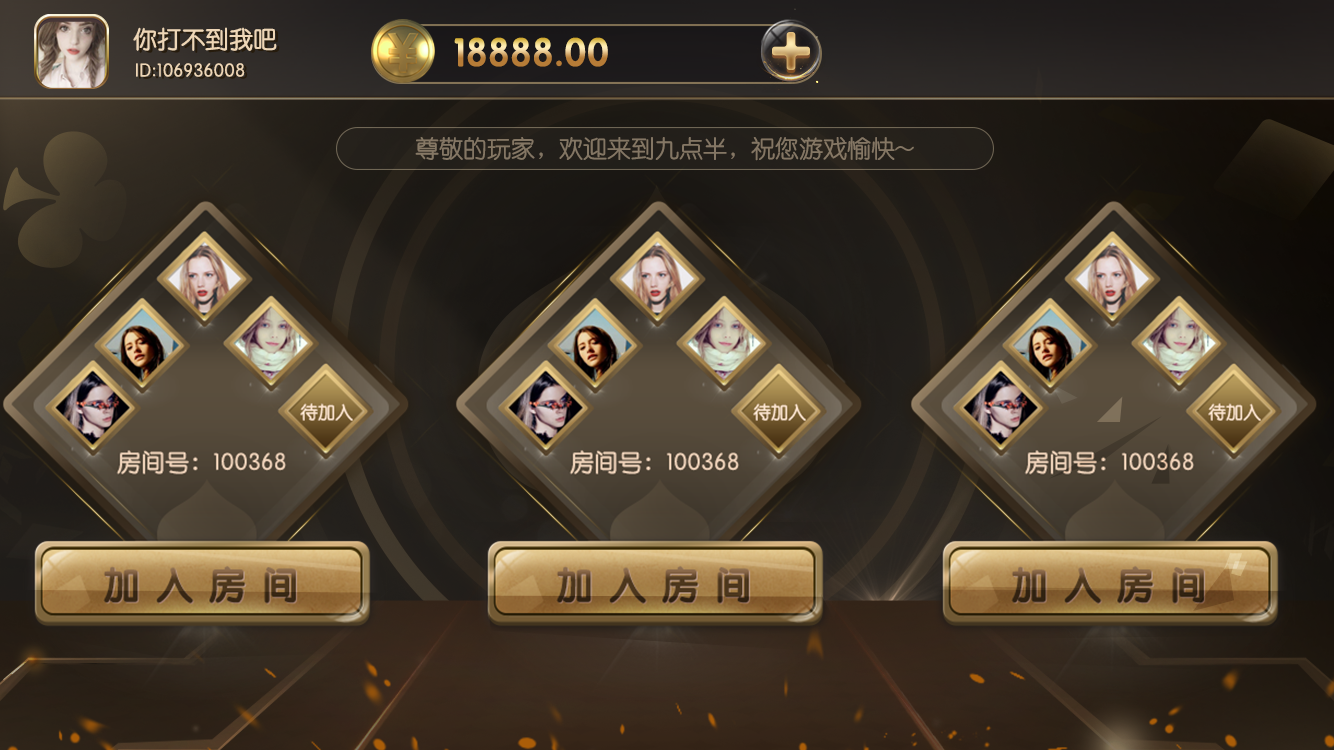 你打不到我吧
ID:106936008
18888.00
尊敬的玩家，欢迎来到九点半，祝您游戏愉快～
待加入
房间号：100368
加入房间
待加入
房间号：100368
加入房间
待加入
房间号：100368
加入房间